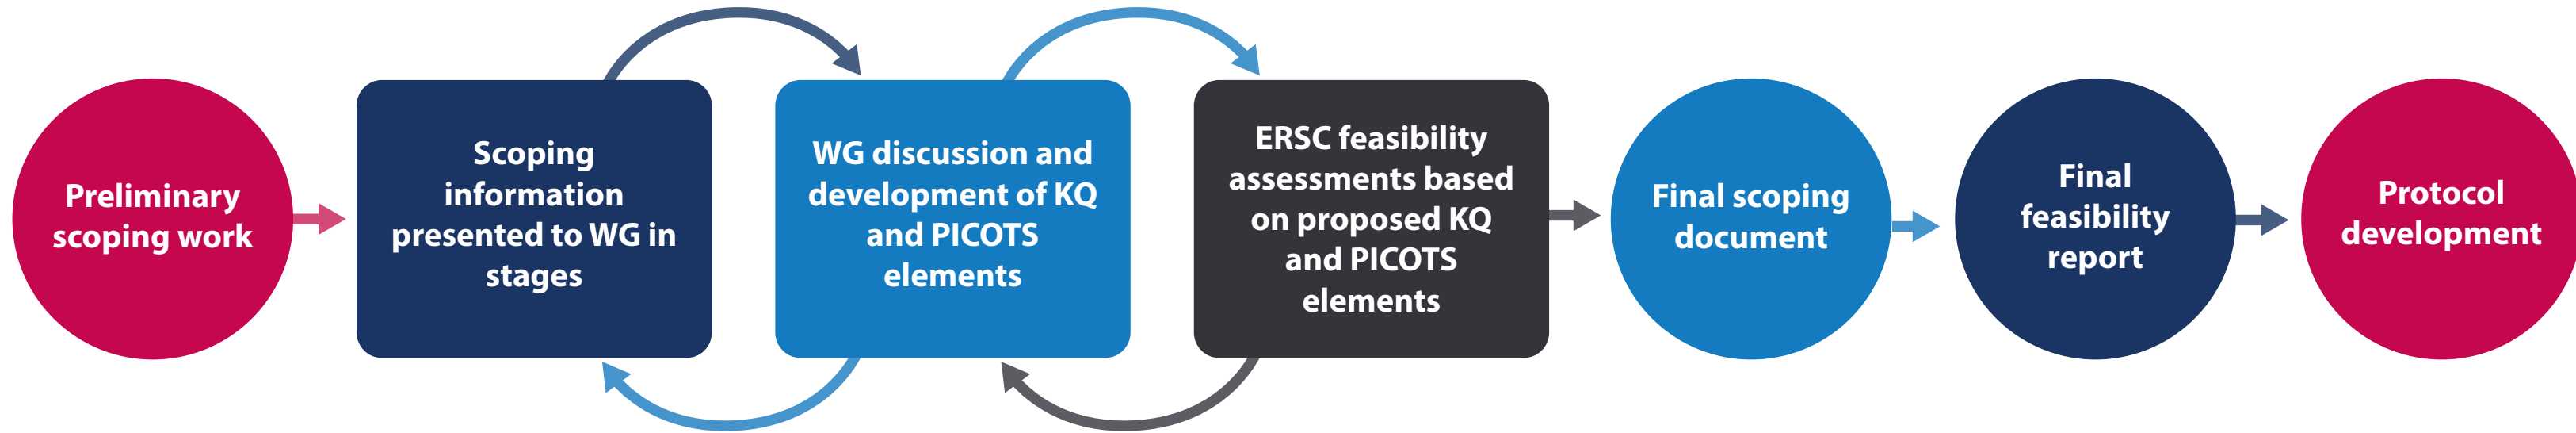 Preliminary
scoping work
Scoping
information
presented to WG in
stages
WG discussion and
development of KQ
and PICOTS
elements
ERSC feasibility
assessments based
on proposed KQ
and PICOTS
elements
Final scoping
document
Final
feasibility
report
Protocol
development